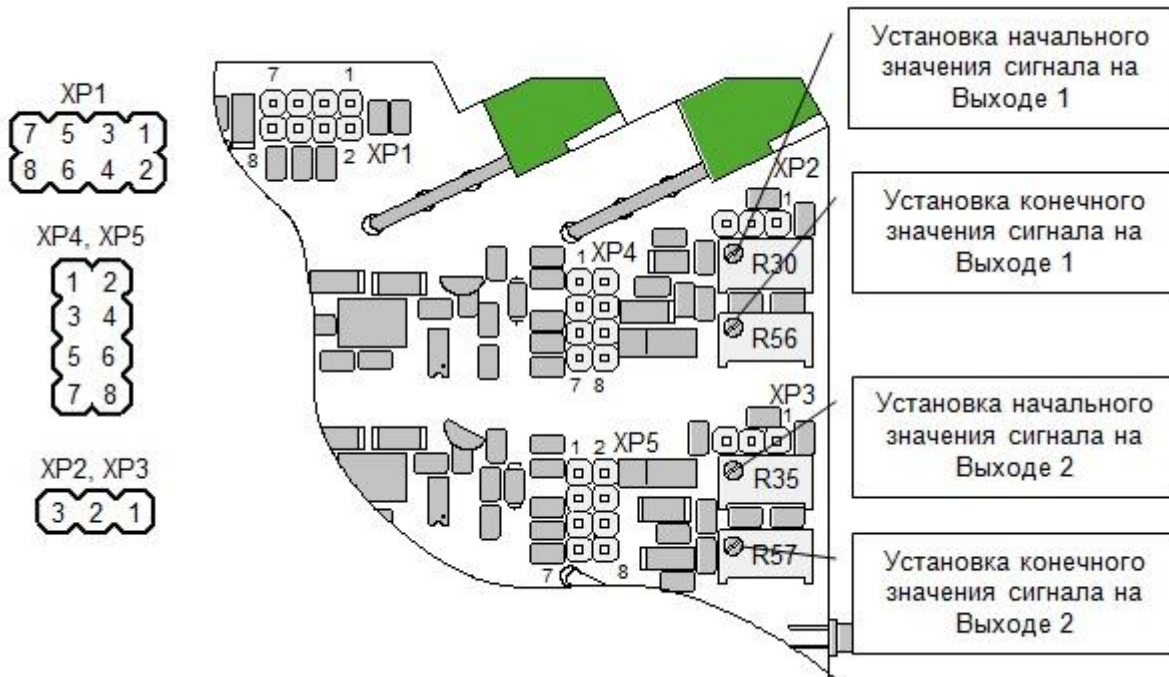 XP1
7 5 3 1
8 6 4 2
XP4, XP5
1 2
3 4
5 6
7 8
XP2, XP3
3 2 1
7 1
8 2 XP1
XP2
1
R30
R56
1 XP4
7 8
XP3
1
R35
R57
1 2 XP5
7 8
Установка начального
значения сигнала на
Выходе 1
Установка конечного
значения сигнала на
Выходе 1
Установка начального
значения сигнала на
Выходе 2
Установка конечного
значения сигнала на
Выходе 2